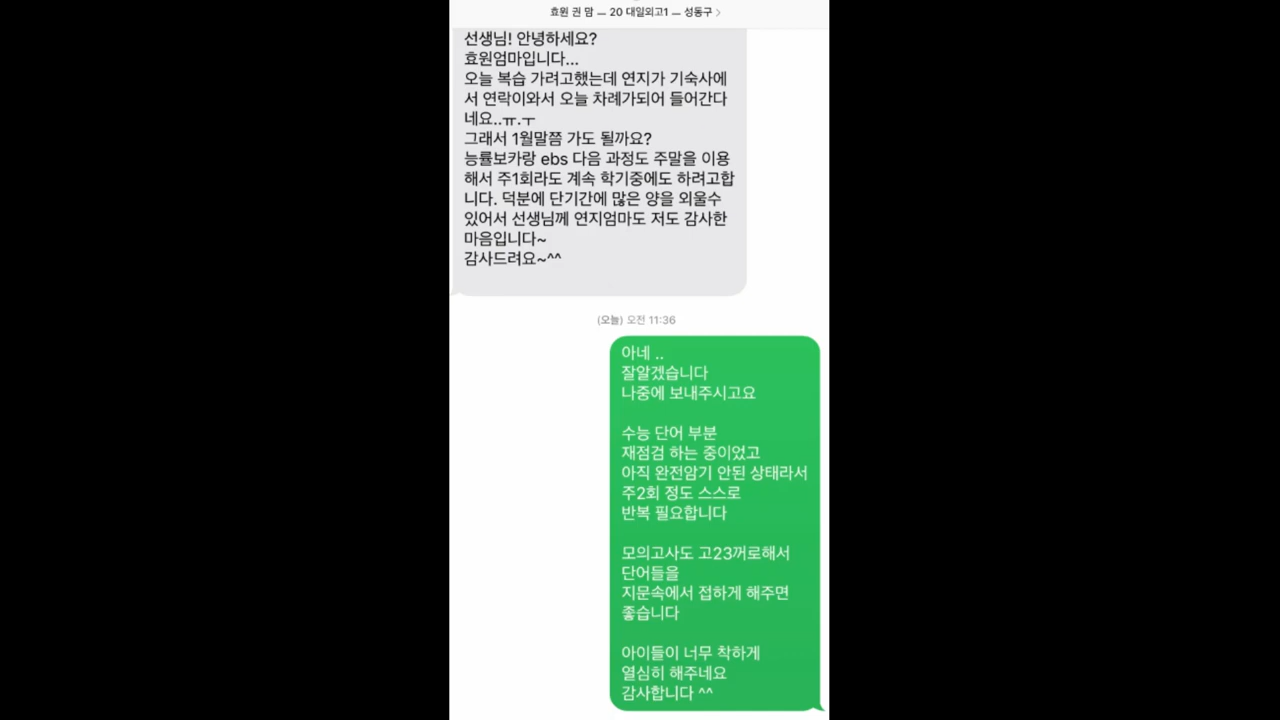 효원 권 맘 – 20 대일외고1 – 성동구 >
선생님! 안녕하세요?
효원엄마입니다...
오늘 복습 가려고했는데 연지가 기숙사에
서 연락이와서 오늘 차례가되어 들어간다
네요..ㅠ.ㅜ
그래서 1월말쯤 가도 될까요?
능률보카랑 ebs 다음 과정도 주말을 이용
해서 주1회라도 계속 학기중에도 하려고합
니다. 덕분에 단기간에 많은 양을 외울수
있어서 선생님께 연지엄마도 저도 감사한
마음입니다~
감사드려요~^^
(오늘) 오전 11:36
아네 ..
잘알겠습니다
나중에 보내주시고요
수능 단어 부분
재점검 하는 중이었고
아직 완전암기 안된 상태라서
주2회 정도 스스로
반복 필요합니다
모의고사도 고23꺼로해서
단어들을
지문속에서 접하게 해주면
좋습니다
아이들이 너무 착하게
열심히 해주네요
감사합니다 ^^